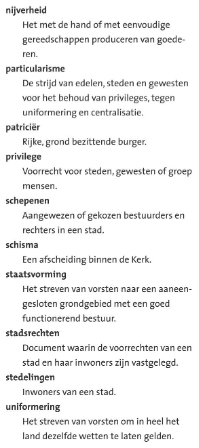 nijverheid
Het met de hand of met eenvoudige
gereedschappen produceren van goede-
ren.
particularisme
De strijd van edelen, steden en gewesten
voor het behoud van privileges, tegen
uniformering en centralisatie.
patriciër
Rijke, grond bezittende burger.
privilege
Voorrecht voor steden, gewesten of groep
mensen.
schepenen
Aangewezen of gekozen bestuurders en
rechters in een stad.
schisma
Een afscheiding binnen de Kerk.
staatsvorming
Het streven van vorsten naar een aaneen-
gesloten grondgebied met een goed
functionerend bestuur.
stadsrechten
Document waarin de voorrechten van een
stad en haar inwoners zijn vastgelegd.
stedelingen
Inwoners van een stad.
uniformering
Het streven van vorsten om in heel het
land dezelfde wetten te laten gelden.